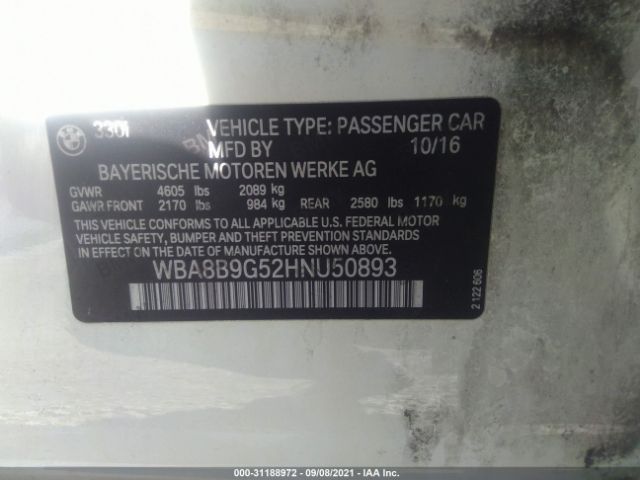 330i VEHICLE TYPE: PASSENGER CAR
MFD BY 10/16
BAYERISCHE MOTOREN WERKE AG
GVWR 4605 lbs 2089 kg
GAWR FRONT 2170 lbs 984 kg REAR 2580 lbs 1170 kg
THIS VEHICLE CONFORMS TO ALL APPLICABLE U.S. FEDERAL MOTOR
VEHICLE SAFETY, BUMPER, AND THEFT PREVENTION STANDARDS
IN EFFECT ON THE DATE OF MANUFACTURE SHOWN ABOVE.
WBA8B9G52HNU50893
2 122 606
000-31188972 - 09/08/2021 - IAA Inc.